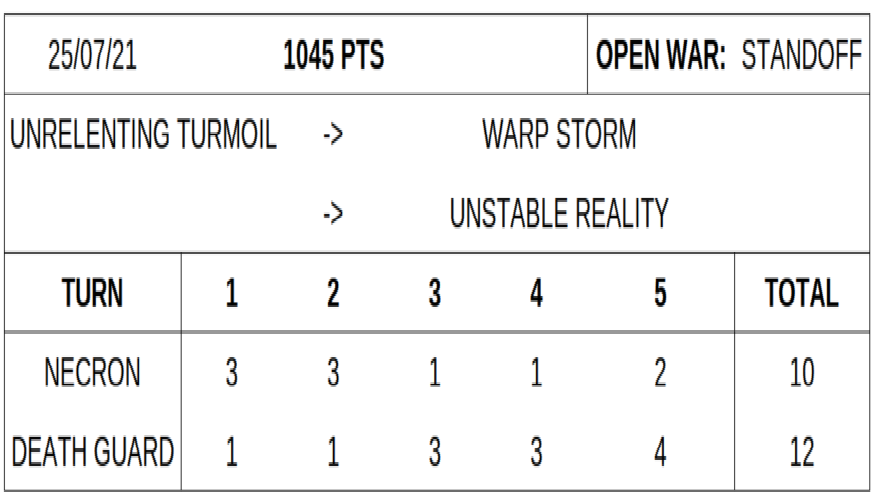 25/07/21 1045 PTS OPEN WAR: STANDOFF
UNRELENTING TURMOIL -> WARP STORM
-> UNSTABLE REALITY
TURN 1 2 3 4 5 TOTAL
NECRON 3 3 1 1 2 10
DEATH GUARD 1 1 3 3 4 12